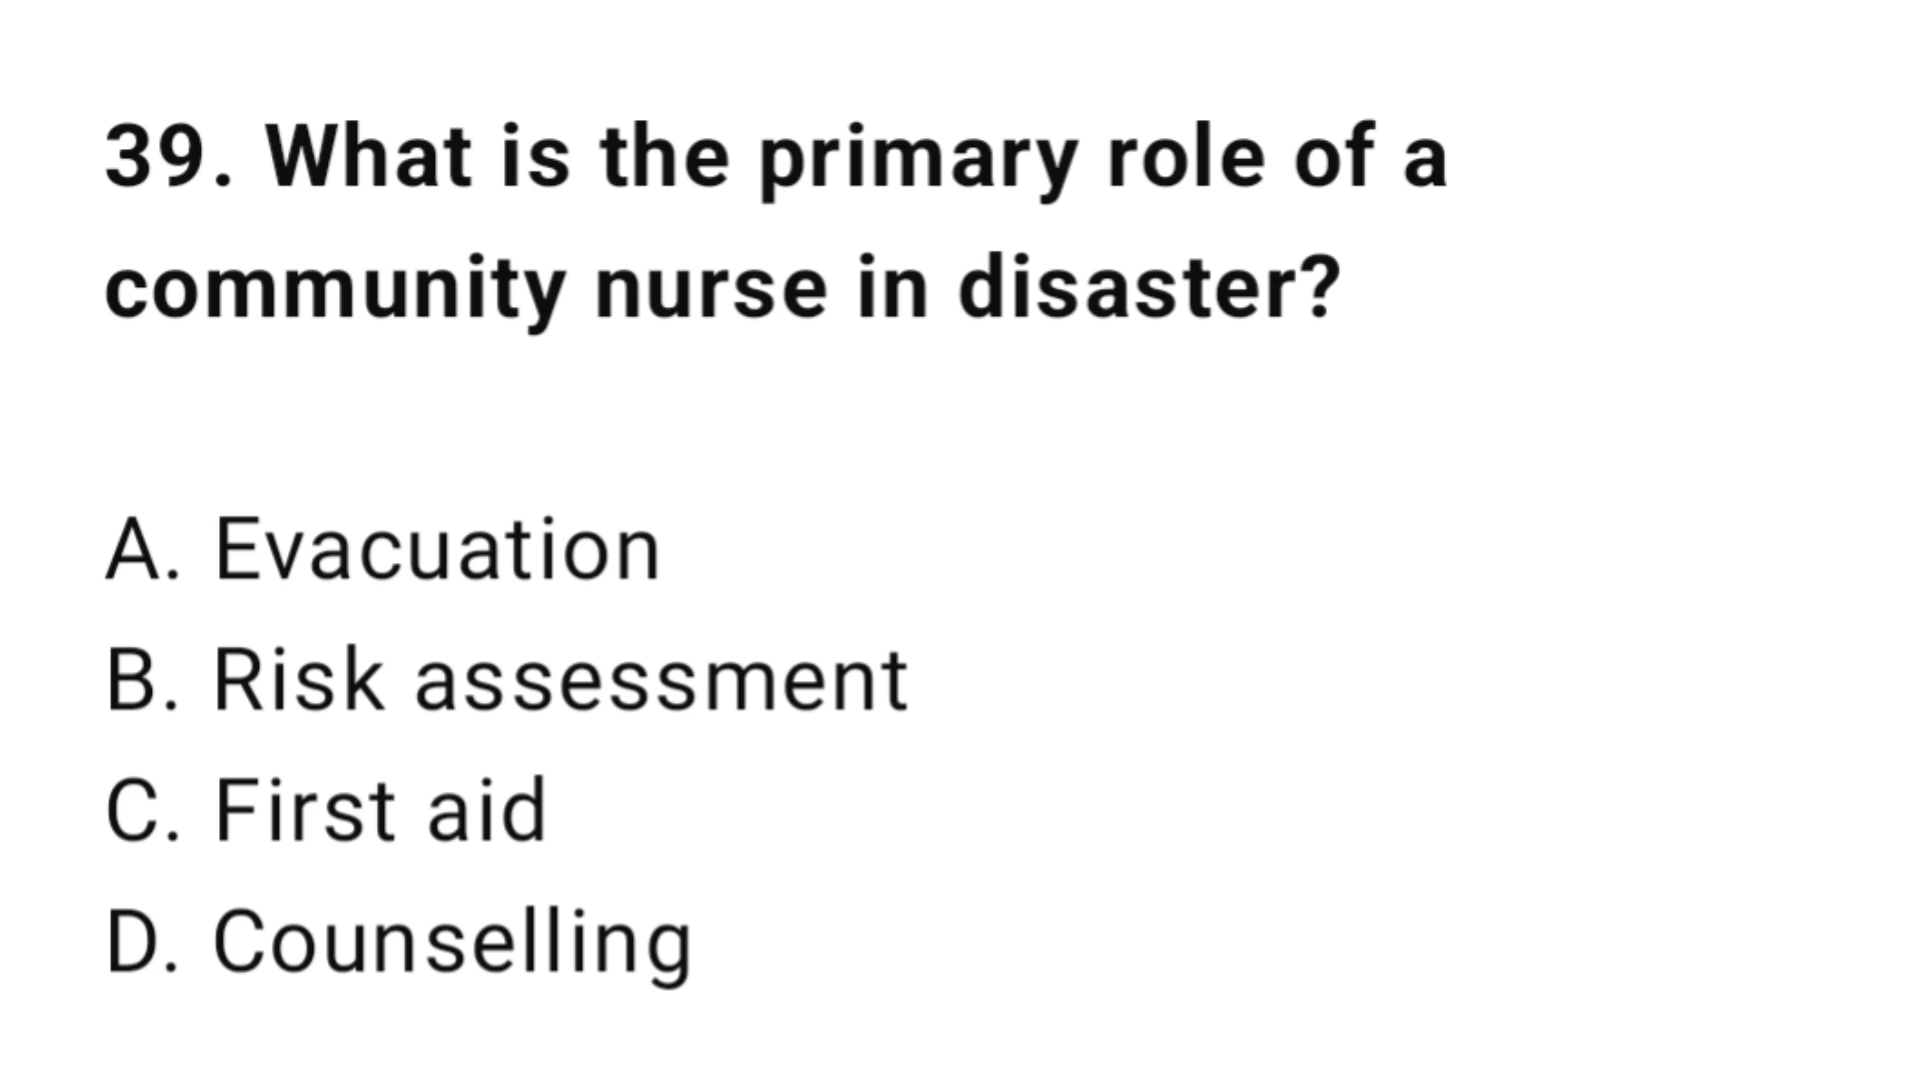 39. What is the primary role of a
community nurse in disaster?
A. Evacuation
B. Risk assessment
C. First aid
D. Counselling